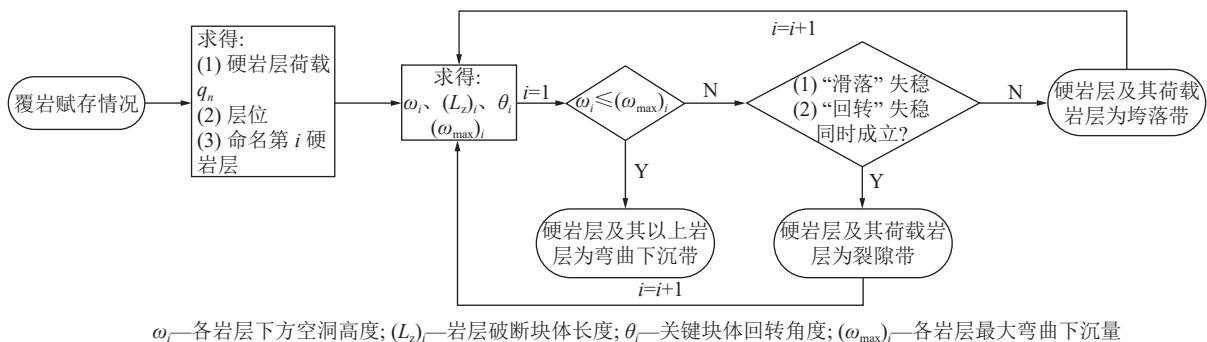 覆岩赋存情况
求得:
(1) 硬岩层荷载
qₙ
(2) 层位
(3) 命名第 i 硬
岩层
求得:
ωᵢ、(L_z)ᵢ、θᵢ
(ω_max)ᵢ
i=1
ωᵢ≤(ω_max)ᵢ
N
Y
硬岩层及其以上岩
层为弯曲下沉带
(1) “滑落” 失稳
(2) “回转” 失稳
同时成立?
N
Y
硬岩层及其荷载岩
层为裂隙带
i=i+1
硬岩层及其荷载
岩层为垮落带
i=i+1
ωᵢ—各岩层下方空洞高度; (L_z)ᵢ—岩层破断块体长度; θᵢ—关键块体回转角度; (ω_max)ᵢ—各岩层最大弯曲下沉量